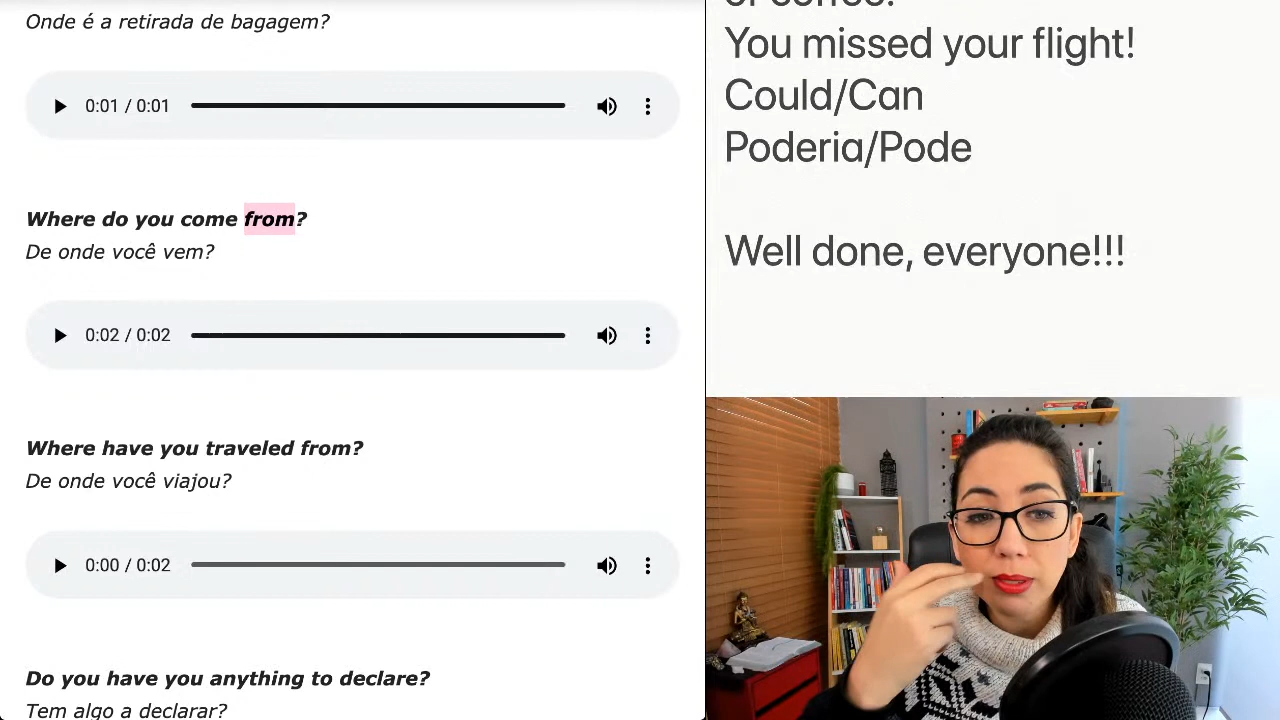 Onde é a retirada de bagagem?
0:01 / 0:01
Where do you come from?
De onde você vem?
0:02 / 0:02
Where have you traveled from?
De onde você viajou?
0:00 / 0:02
Do you have you anything to declare?
Tem algo a declarar?
You missed your flight!
Could/Can
Poderia/Pode
Well done, everyone!!!